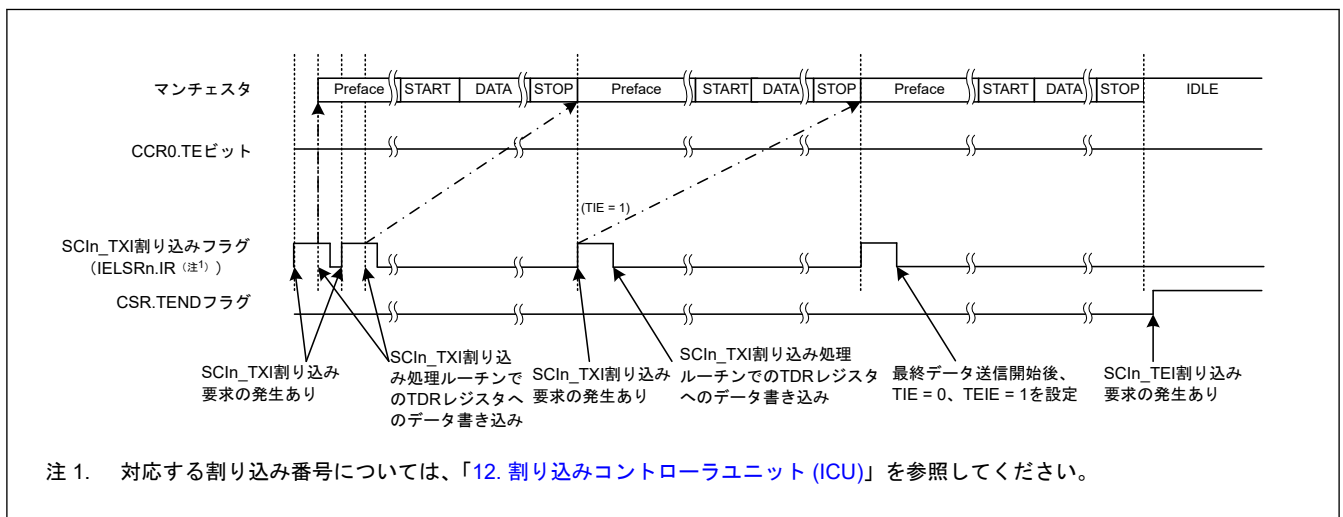 マンチェスタ Preface START DATA STOP Preface START DATA STOP Preface START DATA STOP IDLE
CCR0.TEビット
(TIE = 1)
SCIn_TXI割り込みフラグ
（IELSRn.IR（注1））
CSR.TENDフラグ
SCIn_TXI割り込み
要求の発生あり
SCIn_TXI割り込
み処理ルーチンで
のTDRレジスタへ
のデータ書き込み
SCIn_TXI割り込み
要求の発生あり
SCIn_TXI割り込み処理
ルーチンでのTDRレジスタ
へのデータ書き込み
最終データ送信開始後、
TIE = 0、TEIE = 1を設定
SCIn_TEI割り込み
要求の発生あり
注 1. 対応する割り込み番号については、「12. 割り込みコントローラユニット (ICU)」を参照してください。